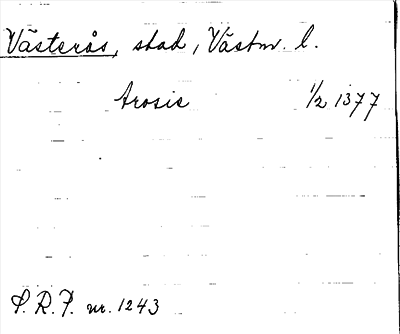 Västerås, stad, Västm. l.
Arosie 1/2 1377
S.R.P. nr. 1243